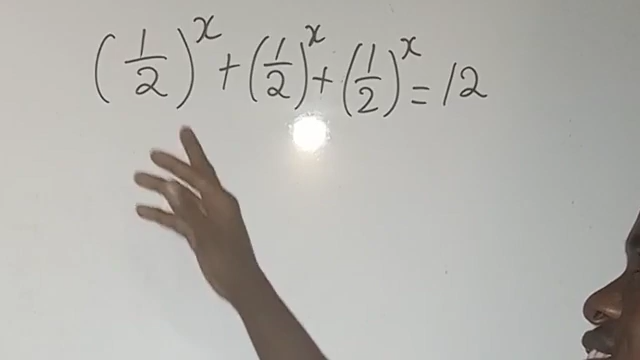 (1/2)^x + (1/2)^x + (1/2)^x = 12